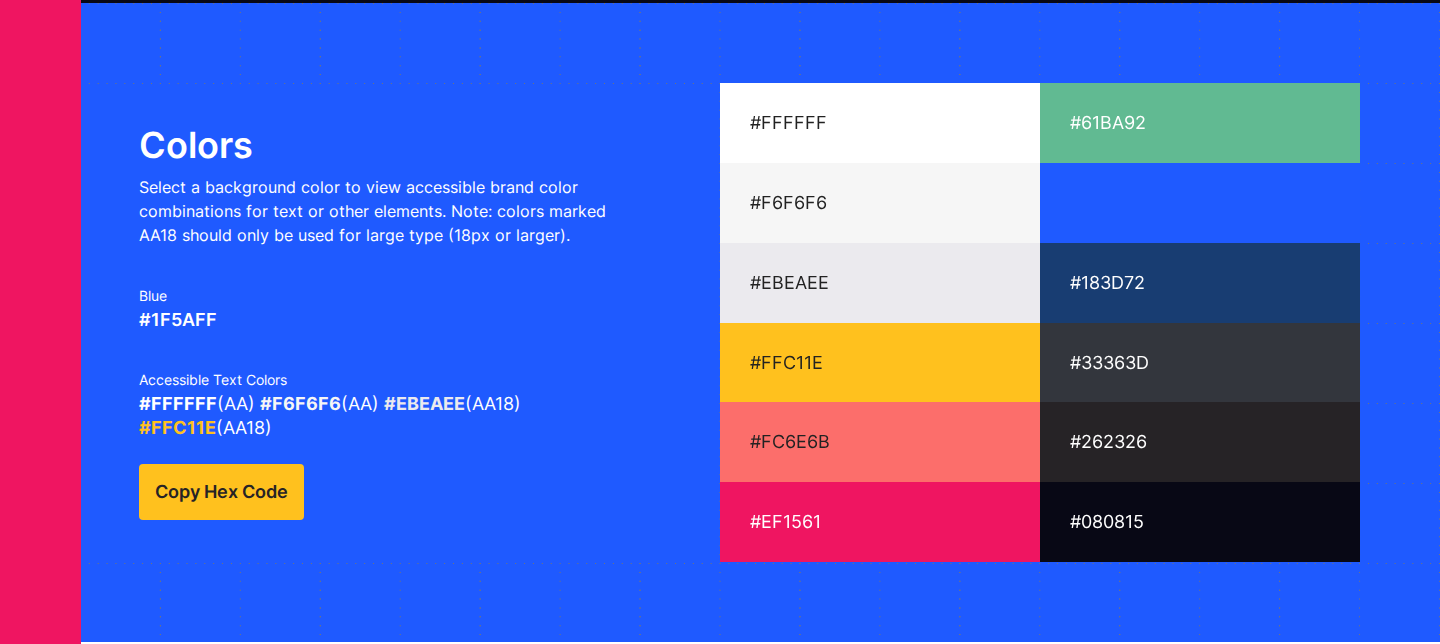 Colors
Select a background color to view accessible brand color
combinations for text or other elements. Note: colors marked
AA18 should only be used for large type (18px or larger).
Blue
#1F5AFF
Accessible Text Colors
#FFFFFF(AA) #F6F6F6(AA) #EBEAEE(AA18)
#FFC11E(AA18)
Copy Hex Code
#FFFFFF
#61BA92
#F6F6F6
#EBEAEE
#183D72
#FFC11E
#33363D
#FC6E6B
#262326
#EF1561
#080815